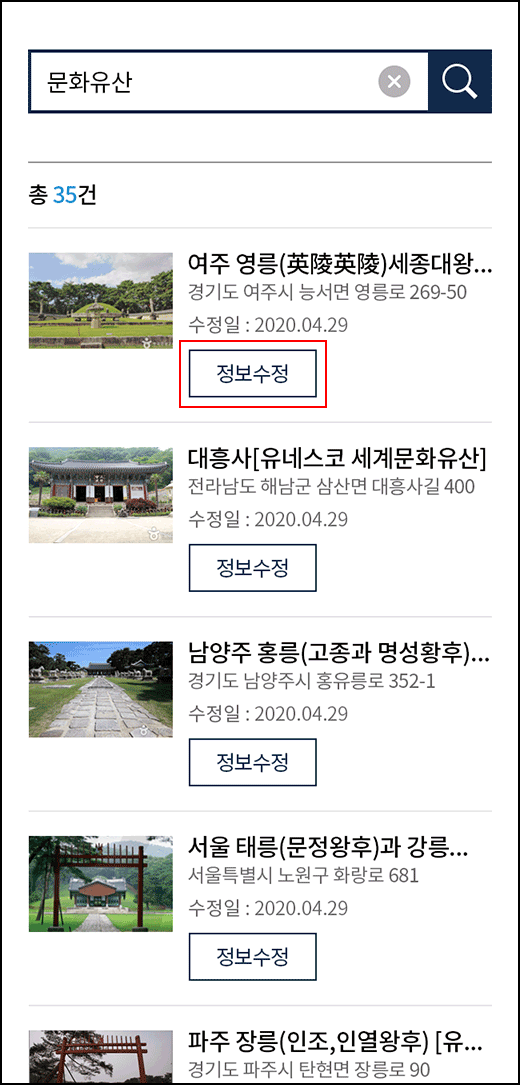 문화유산
총 35건
여주 영릉(英陵英陵)세종대왕...
경기도 여주시 능서면 영릉로 269-50
수정일 : 2020.04.29
정보수정
대흥사[유네스코 세계문화유산]
전라남도 해남군 삼산면 대흥사길 400
수정일 : 2020.04.29
정보수정
남양주 홍릉(고종과 명성황후)...
경기도 남양주시 홍유릉로 352-1
수정일 : 2020.04.29
정보수정
서울 태릉(문정왕후)과 강릉...
서울특별시 노원구 화랑로 681
수정일 : 2020.04.29
정보수정
파주 장릉(인조,인열왕후) [유...
경기도 파주시 탄현면 장릉로 90